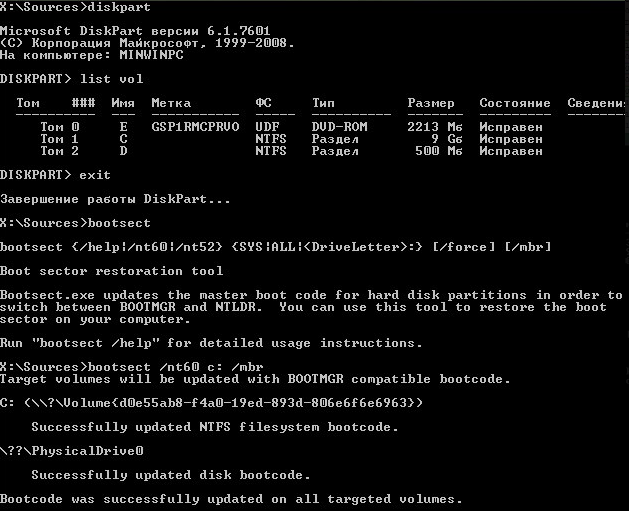 X:\Sources>diskpart
Microsoft DiskPart версии 6.1.7601
(C) Корпорация Майкрософт, 1999-2008.
На компьютере: MINWINPC
DISKPART> list vol
Том ### Имя Метка ФС Тип Размер Состояние Сведения
---------- --- ----------- ----- ---------- ------- --------- --------
Том 0 E GSP1RMCPRVO UDF DVD-ROM 2213 Mб Исправен
Том 1 C NTFS Раздел 9 Gб Исправен
Том 2 D NTFS Раздел 500 Mб Исправен
DISKPART> exit
Завершение работы DiskPart...
X:\Sources>bootsect
bootsect {/help|/nt60|/nt52} {SYS|ALL|<DriveLetter>:} [/force] [/mbr]
Boot sector restoration tool
Bootsect.exe updates the master boot code for hard disk partitions in order to
switch between BOOTMGR and NTLDR.  You can use this tool to restore the boot
sector on your computer.
Run "bootsect /help" for detailed usage instructions.
X:\Sources>bootsect /nt60 c: /mbr
Target volumes will be updated with BOOTMGR compatible bootcode.
C: (\\?\Volume{d0e55ab8-f4a0-19ed-893d-806e6f6e6963})
Successfully updated NTFS filesystem bootcode.
\??\PhysicalDrive0
Successfully updated disk bootcode.
Bootcode was successfully updated on all targeted volumes.